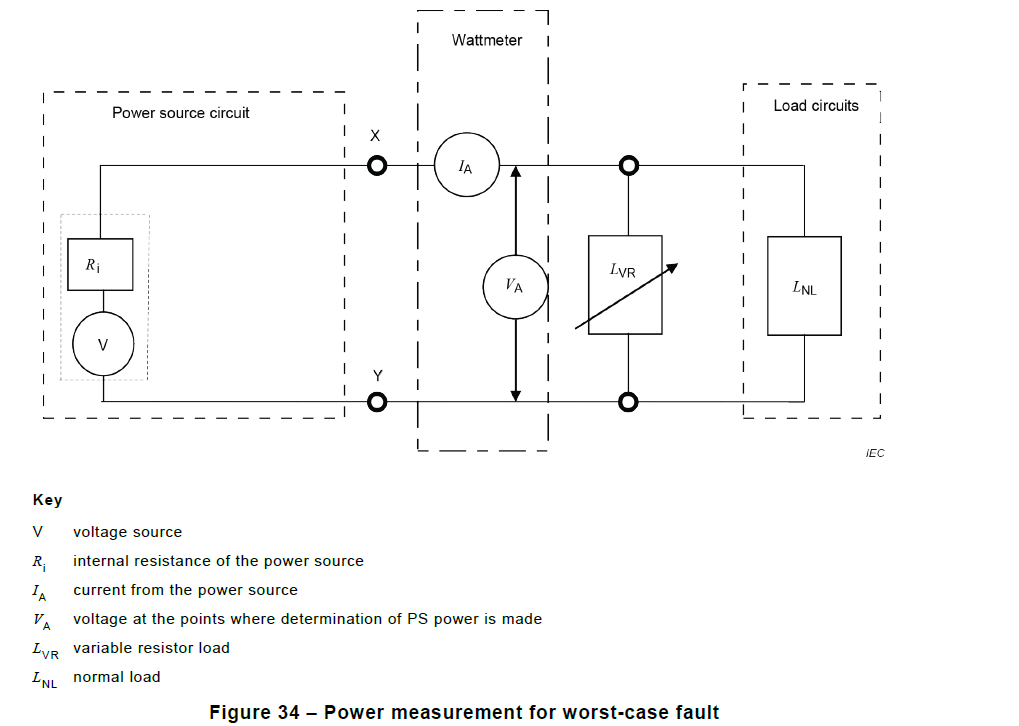 Wattmeter
Power source circuit
Load circuits
X
IA
Ri
LVR
VA
LNL
V
Y
IEC
Key
V voltage source
Ri internal resistance of the power source
IA current from the power source
VA voltage at the points where determination of PS power is made
LVR variable resistor load
LNL normal load
Figure 34 – Power measurement for worst-case fault